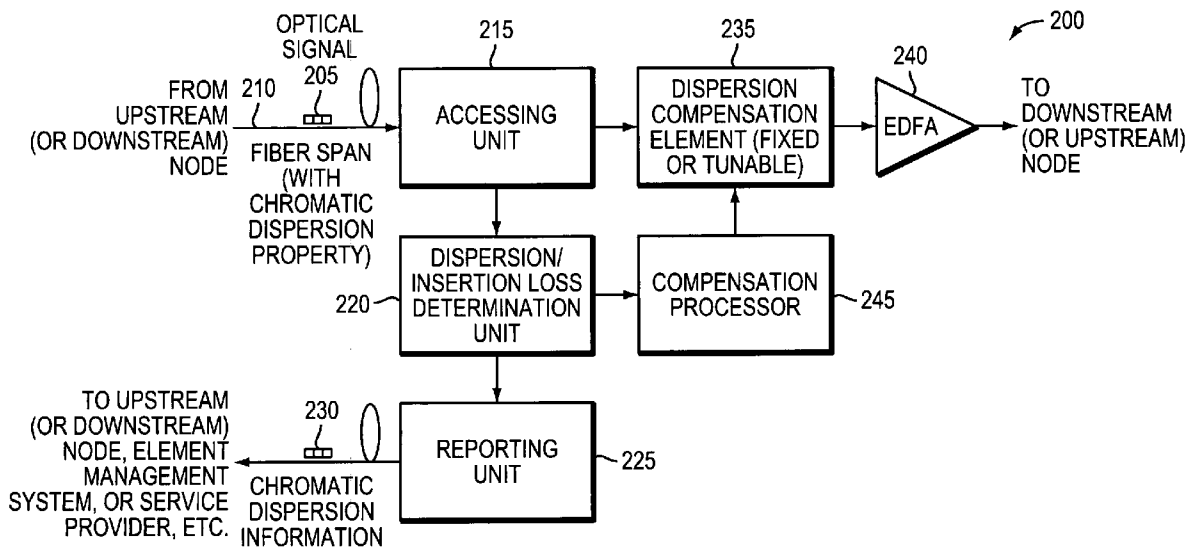 OPTICAL
SIGNAL
205
215
235
200
240
FROM
UPSTREAM
(OR DOWNSTREAM)
NODE
210
FIBER SPAN
(WITH
CHROMATIC
DISPERSION
PROPERTY)
ACCESSING
UNIT
DISPERSION
COMPENSATION
ELEMENT (FIXED
OR TUNABLE)
EDFA
TO
DOWNSTREAM
(OR UPSTREAM)
NODE
DISPERSION/
INSERTION LOSS
DETERMINATION
UNIT
220
COMPENSATION
PROCESSOR
245
TO UPSTREAM
(OR DOWNSTREAM)
NODE, ELEMENT
MANAGEMENT
SYSTEM, OR SERVICE
PROVIDER, ETC.
230
CHROMATIC
DISPERSION
INFORMATION
REPORTING
UNIT
225